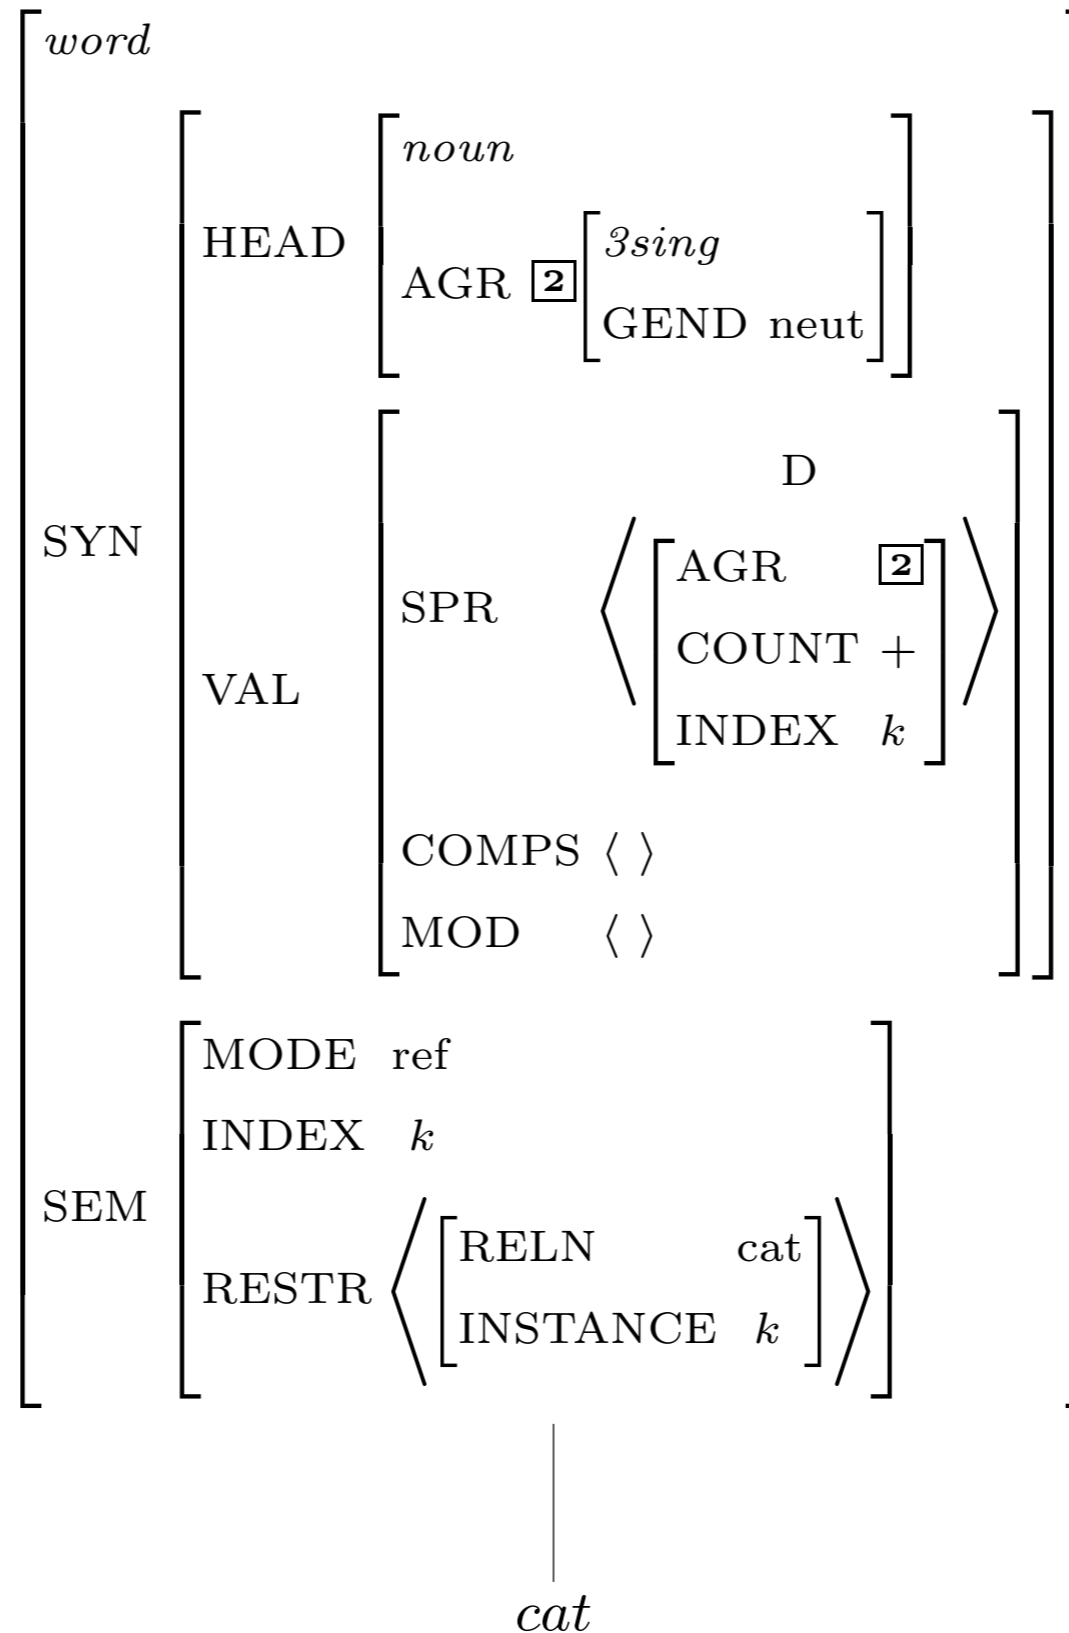 word
noun
HEAD
3sing
AGR 2
GEND neut
D
SYN
AGR 2
SPR
COUNT +
VAL
INDEX k
COMPS ⟨ ⟩
MOD ⟨ ⟩
MODE ref
INDEX k
SEM
RELN cat
RESTR
INSTANCE k
cat